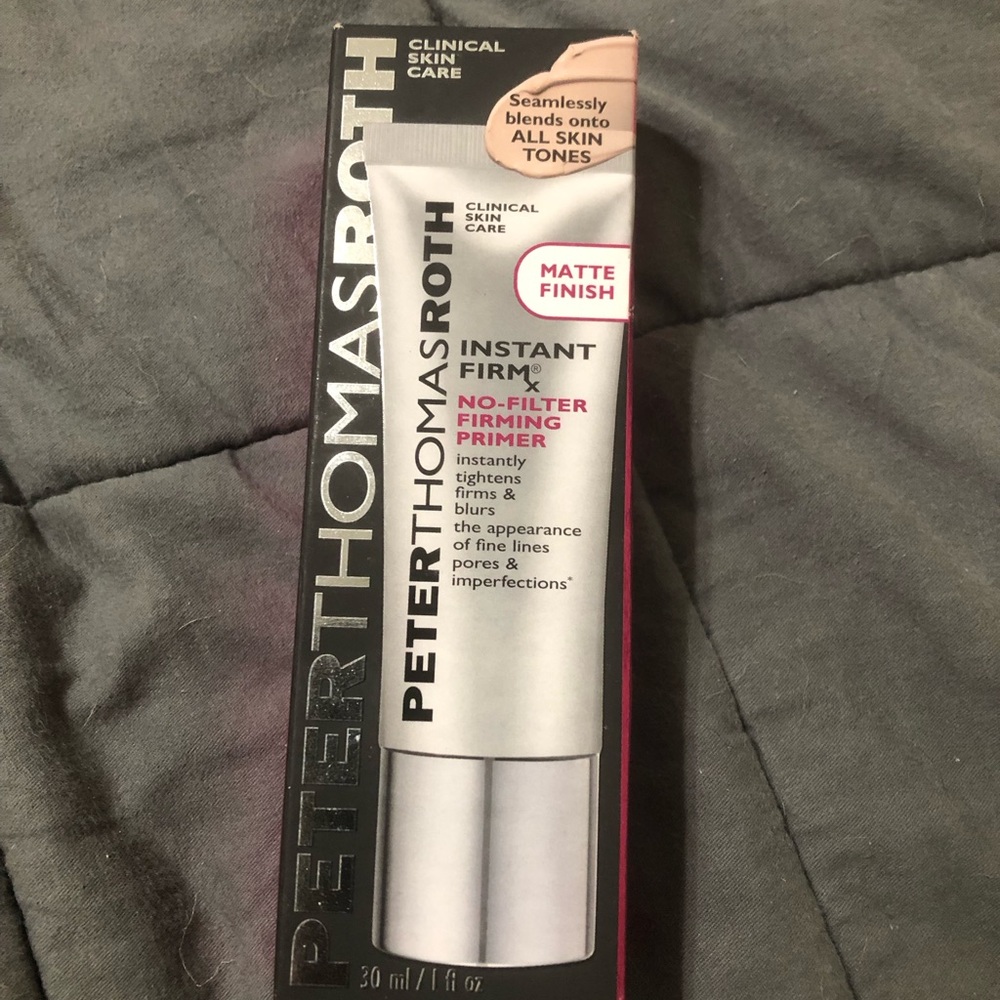 PETERTHOMASROTH
CLINICAL
SKIN
CARE
Seamlessly
blends onto
ALL SKIN
TONES
PETERTHOMASROTH
CLINICAL
SKIN
CARE
MATTE
FINISH
INSTANT
FIRMx®
NO-FILTER
FIRMING
PRIMER
instantly
tightens
firms &
blurs
the appearance
of fine lines
pores &
imperfections*
30 ml / 1 fl oz